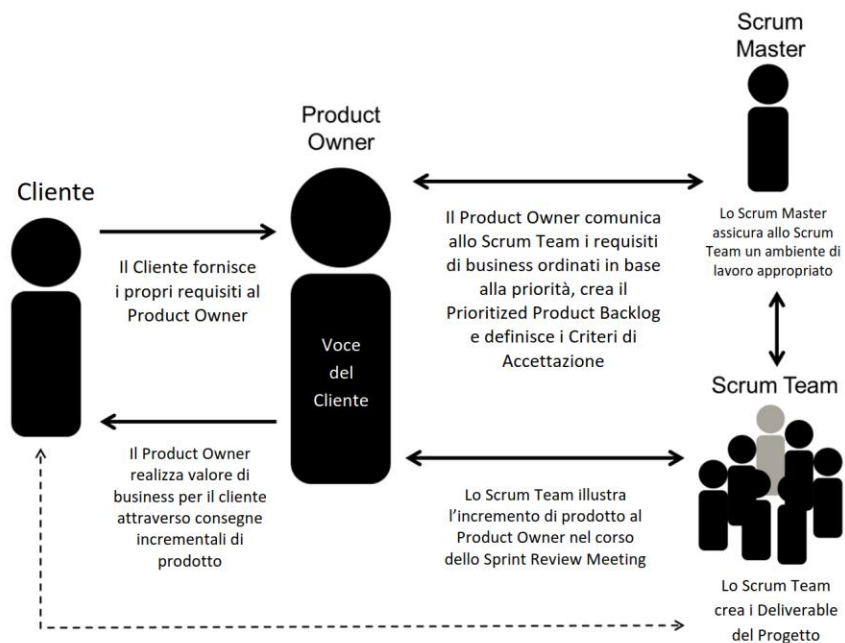 Scrum
Master
Product
Owner
Cliente
Il Cliente fornisce
i propri requisiti al
Product Owner
Voce
del
Cliente
Il Product Owner
realizza valore di
business per il cliente
attraverso consegne
incrementali di
prodotto
Il Product Owner comunica
allo Scrum Team i requisiti
di business ordinati in base
alla priorità, crea il
Prioritized Product Backlog
e definisce i Criteri di
Accettazione
Lo Scrum Master
assicura allo Scrum
Team un ambiente di
lavoro appropriato
Scrum Team
Lo Scrum Team illustra
l’incremento di prodotto al
Product Owner nel corso
dello Sprint Review Meeting
Lo Scrum Team
crea i Deliverable
del Progetto